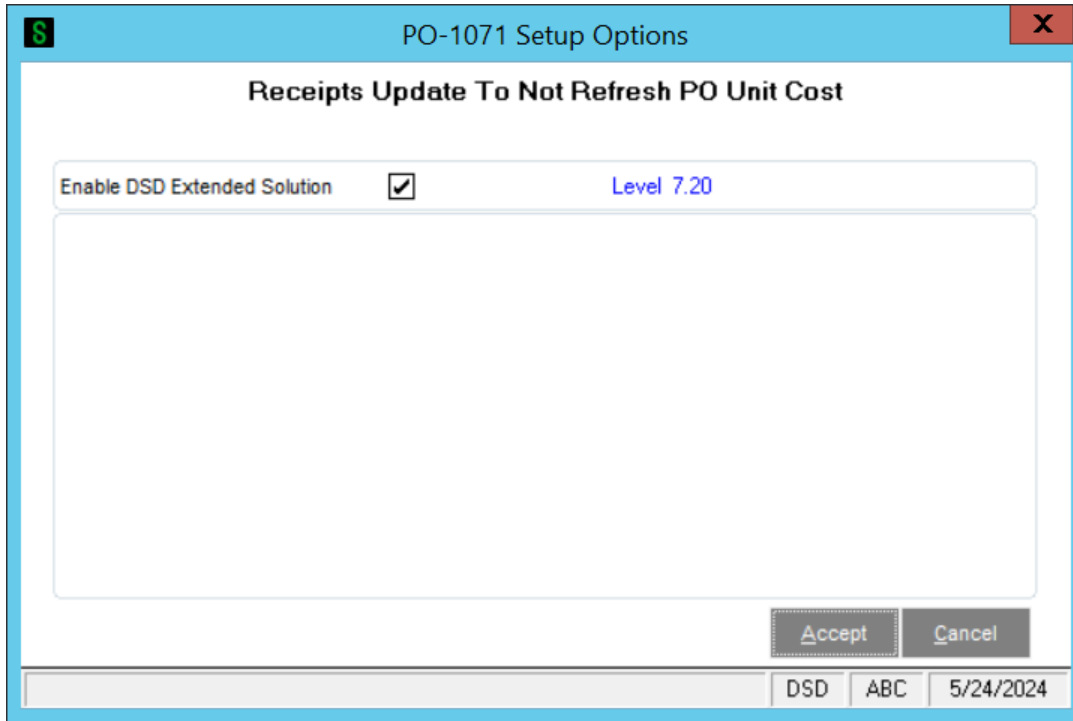 S PO-1071 Setup Options X
Receipts Update To Not Refresh PO Unit Cost
Enable DSD Extended Solution Level 7.20
Accept Cancel
DSD ABC 5/24/2024